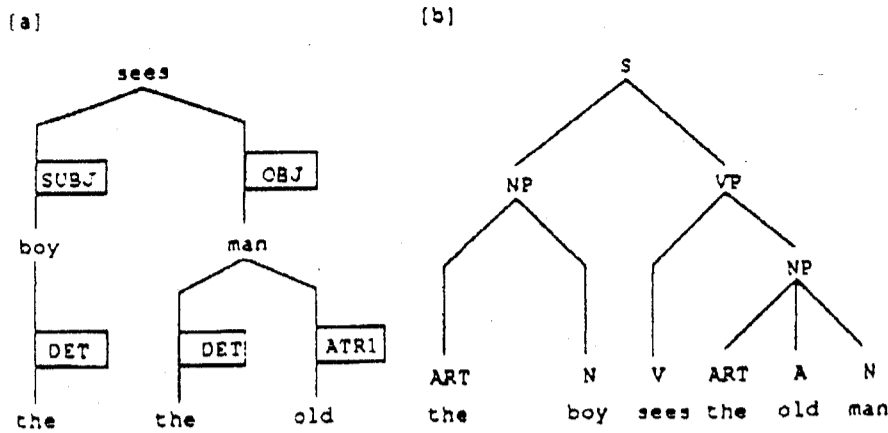 [a]
sees
SUBJ OBJ
boy man
DET DET ATR1
the the old
[b]
S
NP VP
NP
ART N V ART A N
the boy sees the old man